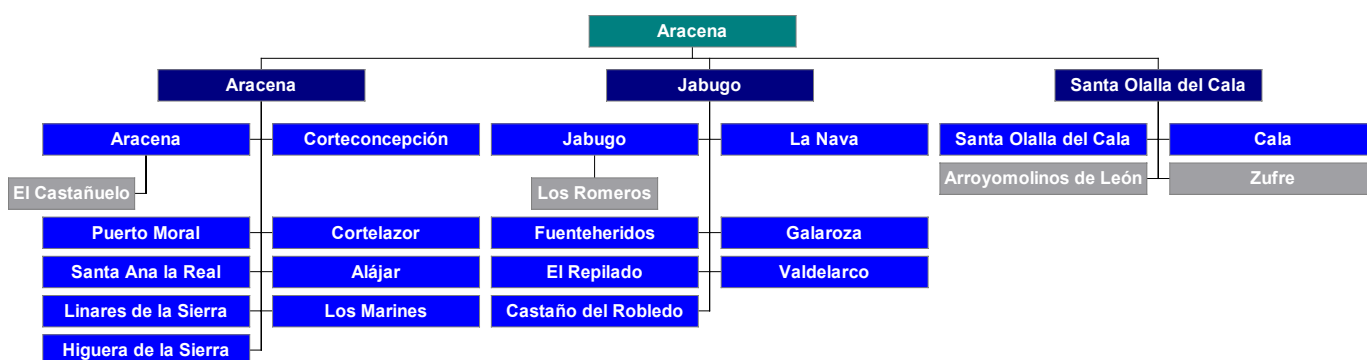 Aracena
Aracena
Jabugo
Santa Olalla del Cala
Aracena
Corteconcepción
Jabugo
La Nava
Santa Olalla del Cala
Cala
El Castañuelo
Los Romeros
Arroyomolinos de León
Zufre
Puerto Moral
Cortelazor
Fuenteheridos
Galaroza
Santa Ana la Real
Alájar
El Repilado
Valdelarco
Linares de la Sierra
Los Marines
Castaño del Robledo
Higuera de la Sierra